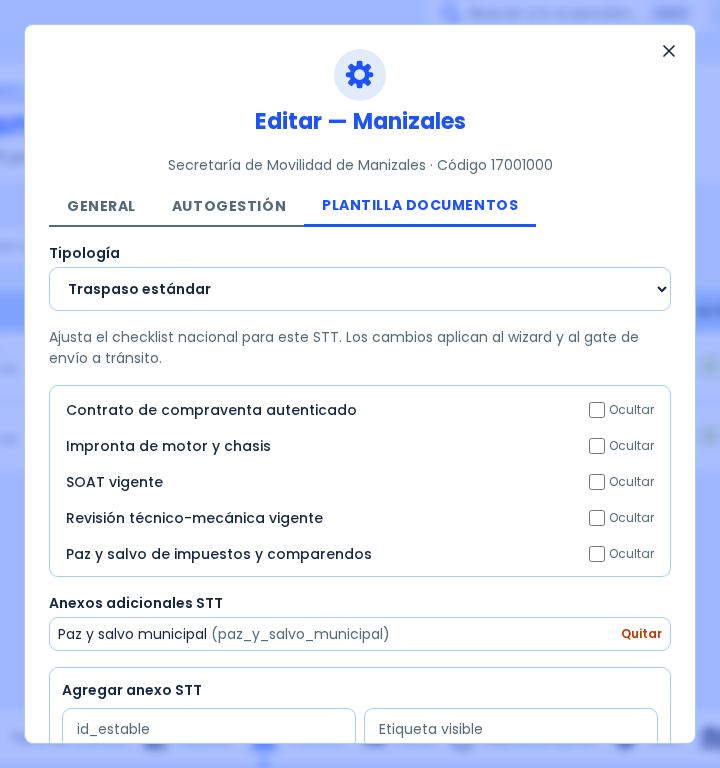 Editar — Manizales
Secretaría de Movilidad de Manizales · Código 17001000
GENERAL
AUTOGESTIÓN
PLANTILLA DOCUMENTOS
Tipología
Traspaso estándar
Ajusta el checklist nacional para este STT. Los cambios aplican al wizard y al gate de
envío a tránsito.
Contrato de compraventa autenticado
Ocultar
Impronta de motor y chasis
Ocultar
SOAT vigente
Ocultar
Revisión técnico-mecánica vigente
Ocultar
Paz y salvo de impuestos y comparendos
Ocultar
Anexos adicionales STT
Paz y salvo municipal (paz_y_salvo_municipal)
Quitar
Agregar anexo STT
id_estable
Etiqueta visible